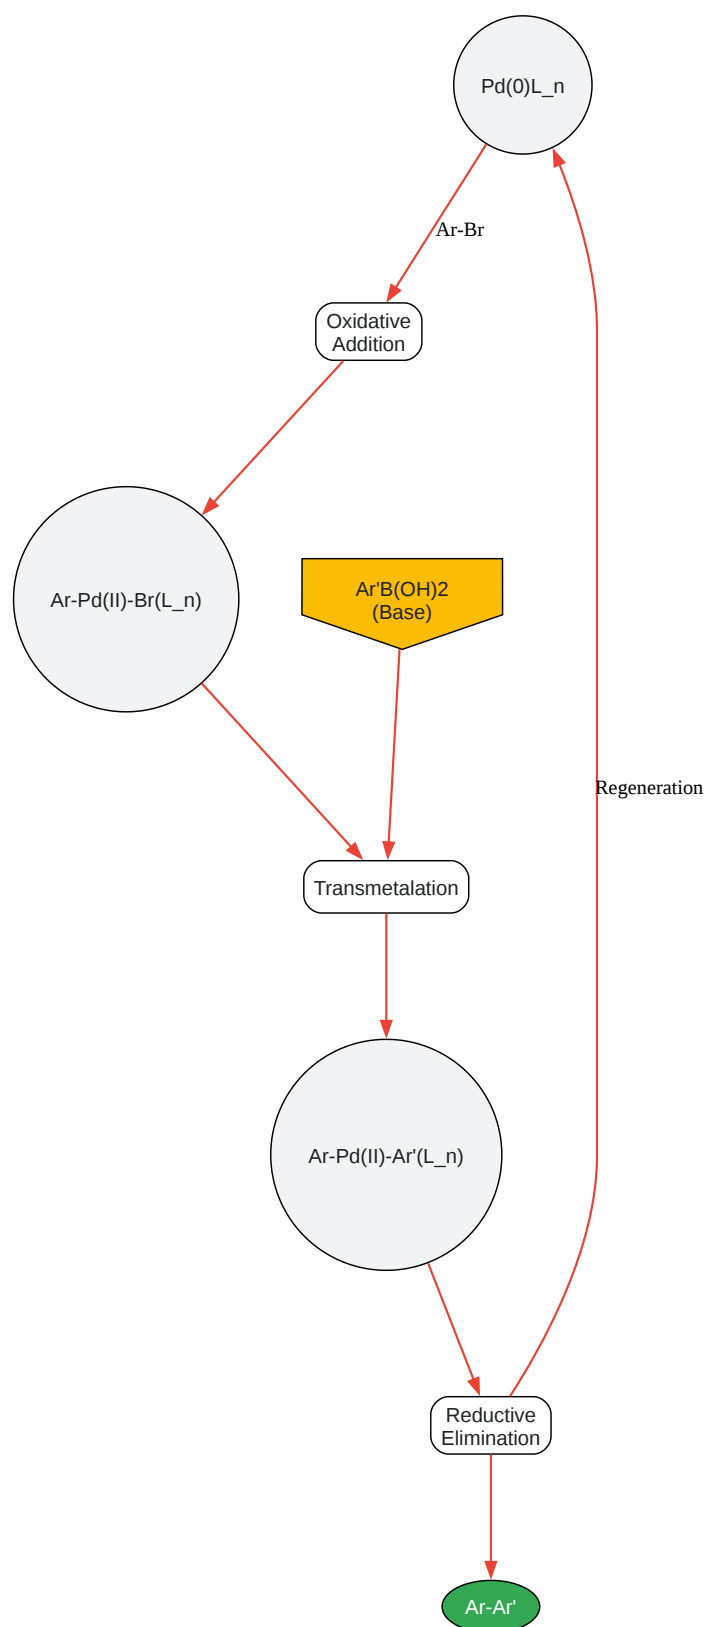 Pd(0)L_n
Ar-Br
Oxidative
Addition
Ar-Pd(II)-Br(L_n)
Ar'B(OH)2
(Base)
Regeneration
Transmetalation
Ar-Pd(II)-Ar'(L_n)
Reductive
Elimination
Ar-Ar'